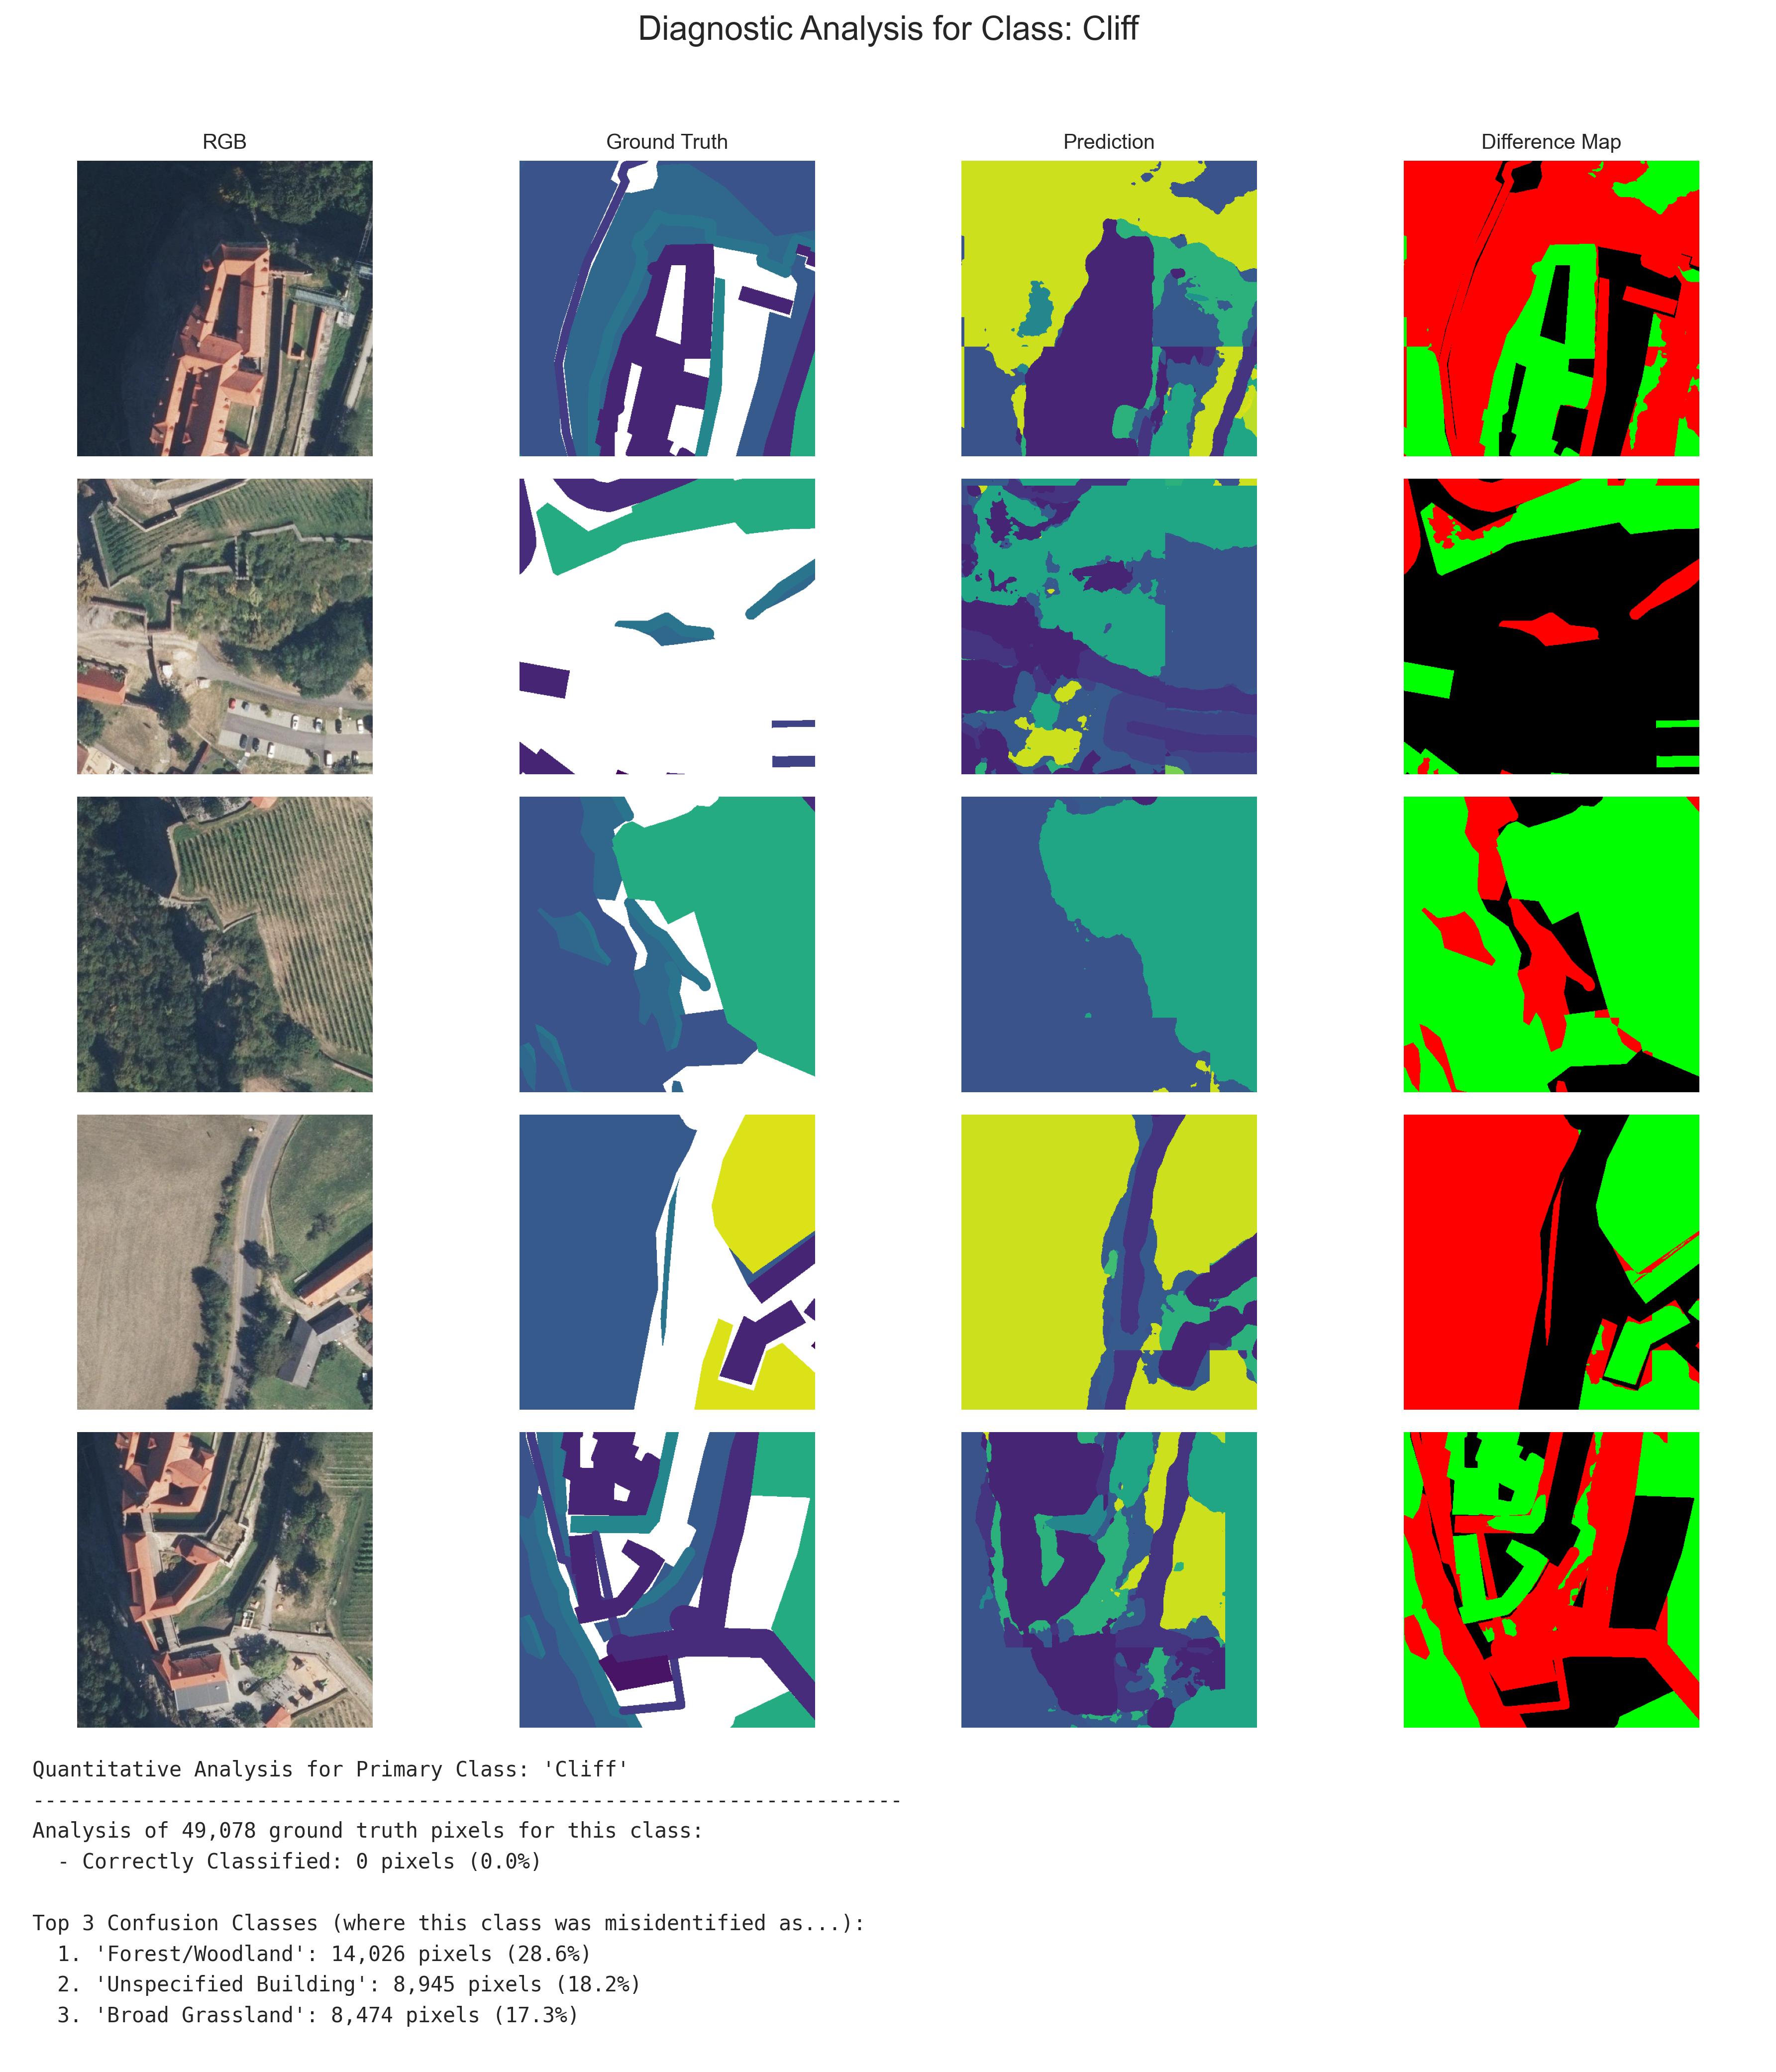 Diagnostic Analysis for Class: Cliff
RGB
Ground Truth
Prediction
Difference Map
Quantitative Analysis for Primary Class: 'Cliff'
----------------------------------------------------------------------
Analysis of 49,078 ground truth pixels for this class:
- Correctly Classified: 0 pixels (0.0%)
Top 3 Confusion Classes (where this class was misidentified as...):
1. 'Forest/Woodland': 14,026 pixels (28.6%)
2. 'Unspecified Building': 8,945 pixels (18.2%)
3. 'Broad Grassland': 8,474 pixels (17.3%)